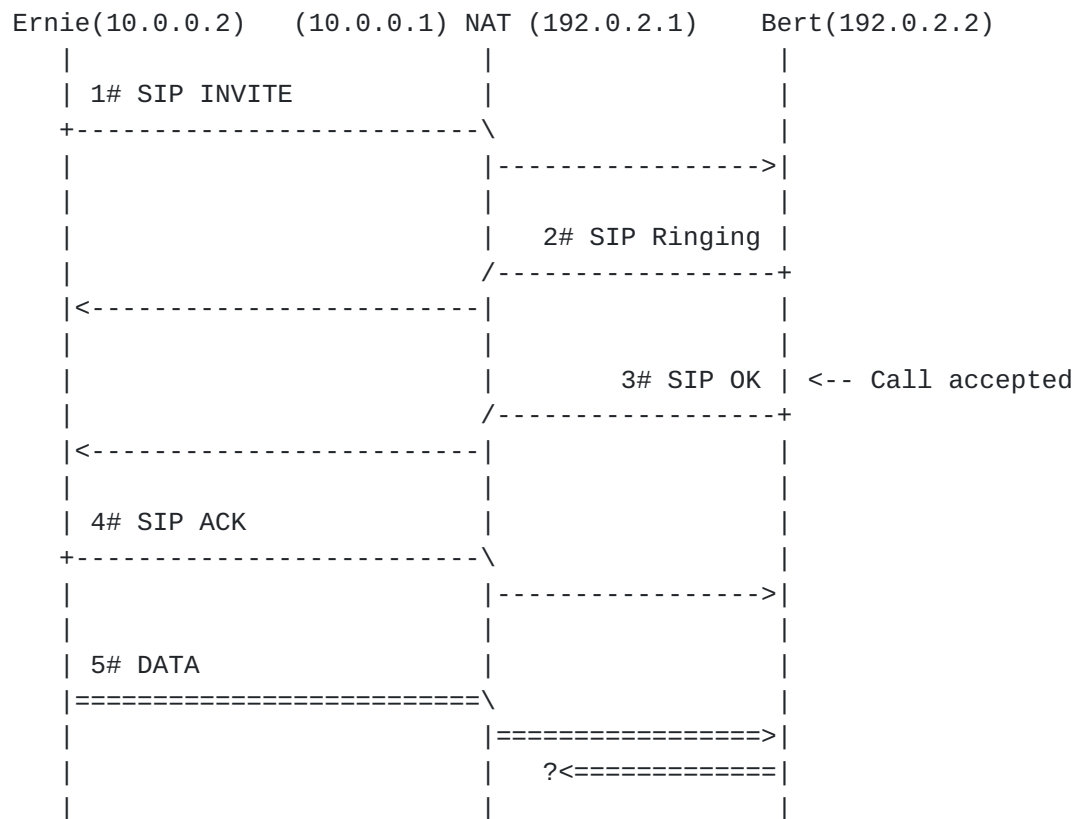 Ernie(10.0.0.2) (10.0.0.1) NAT (192.0.2.1) Bert(192.0.2.2)
1# SIP INVITE
2# SIP Ringing
3# SIP OK <-- Call accepted
4# SIP ACK
5# DATA
?